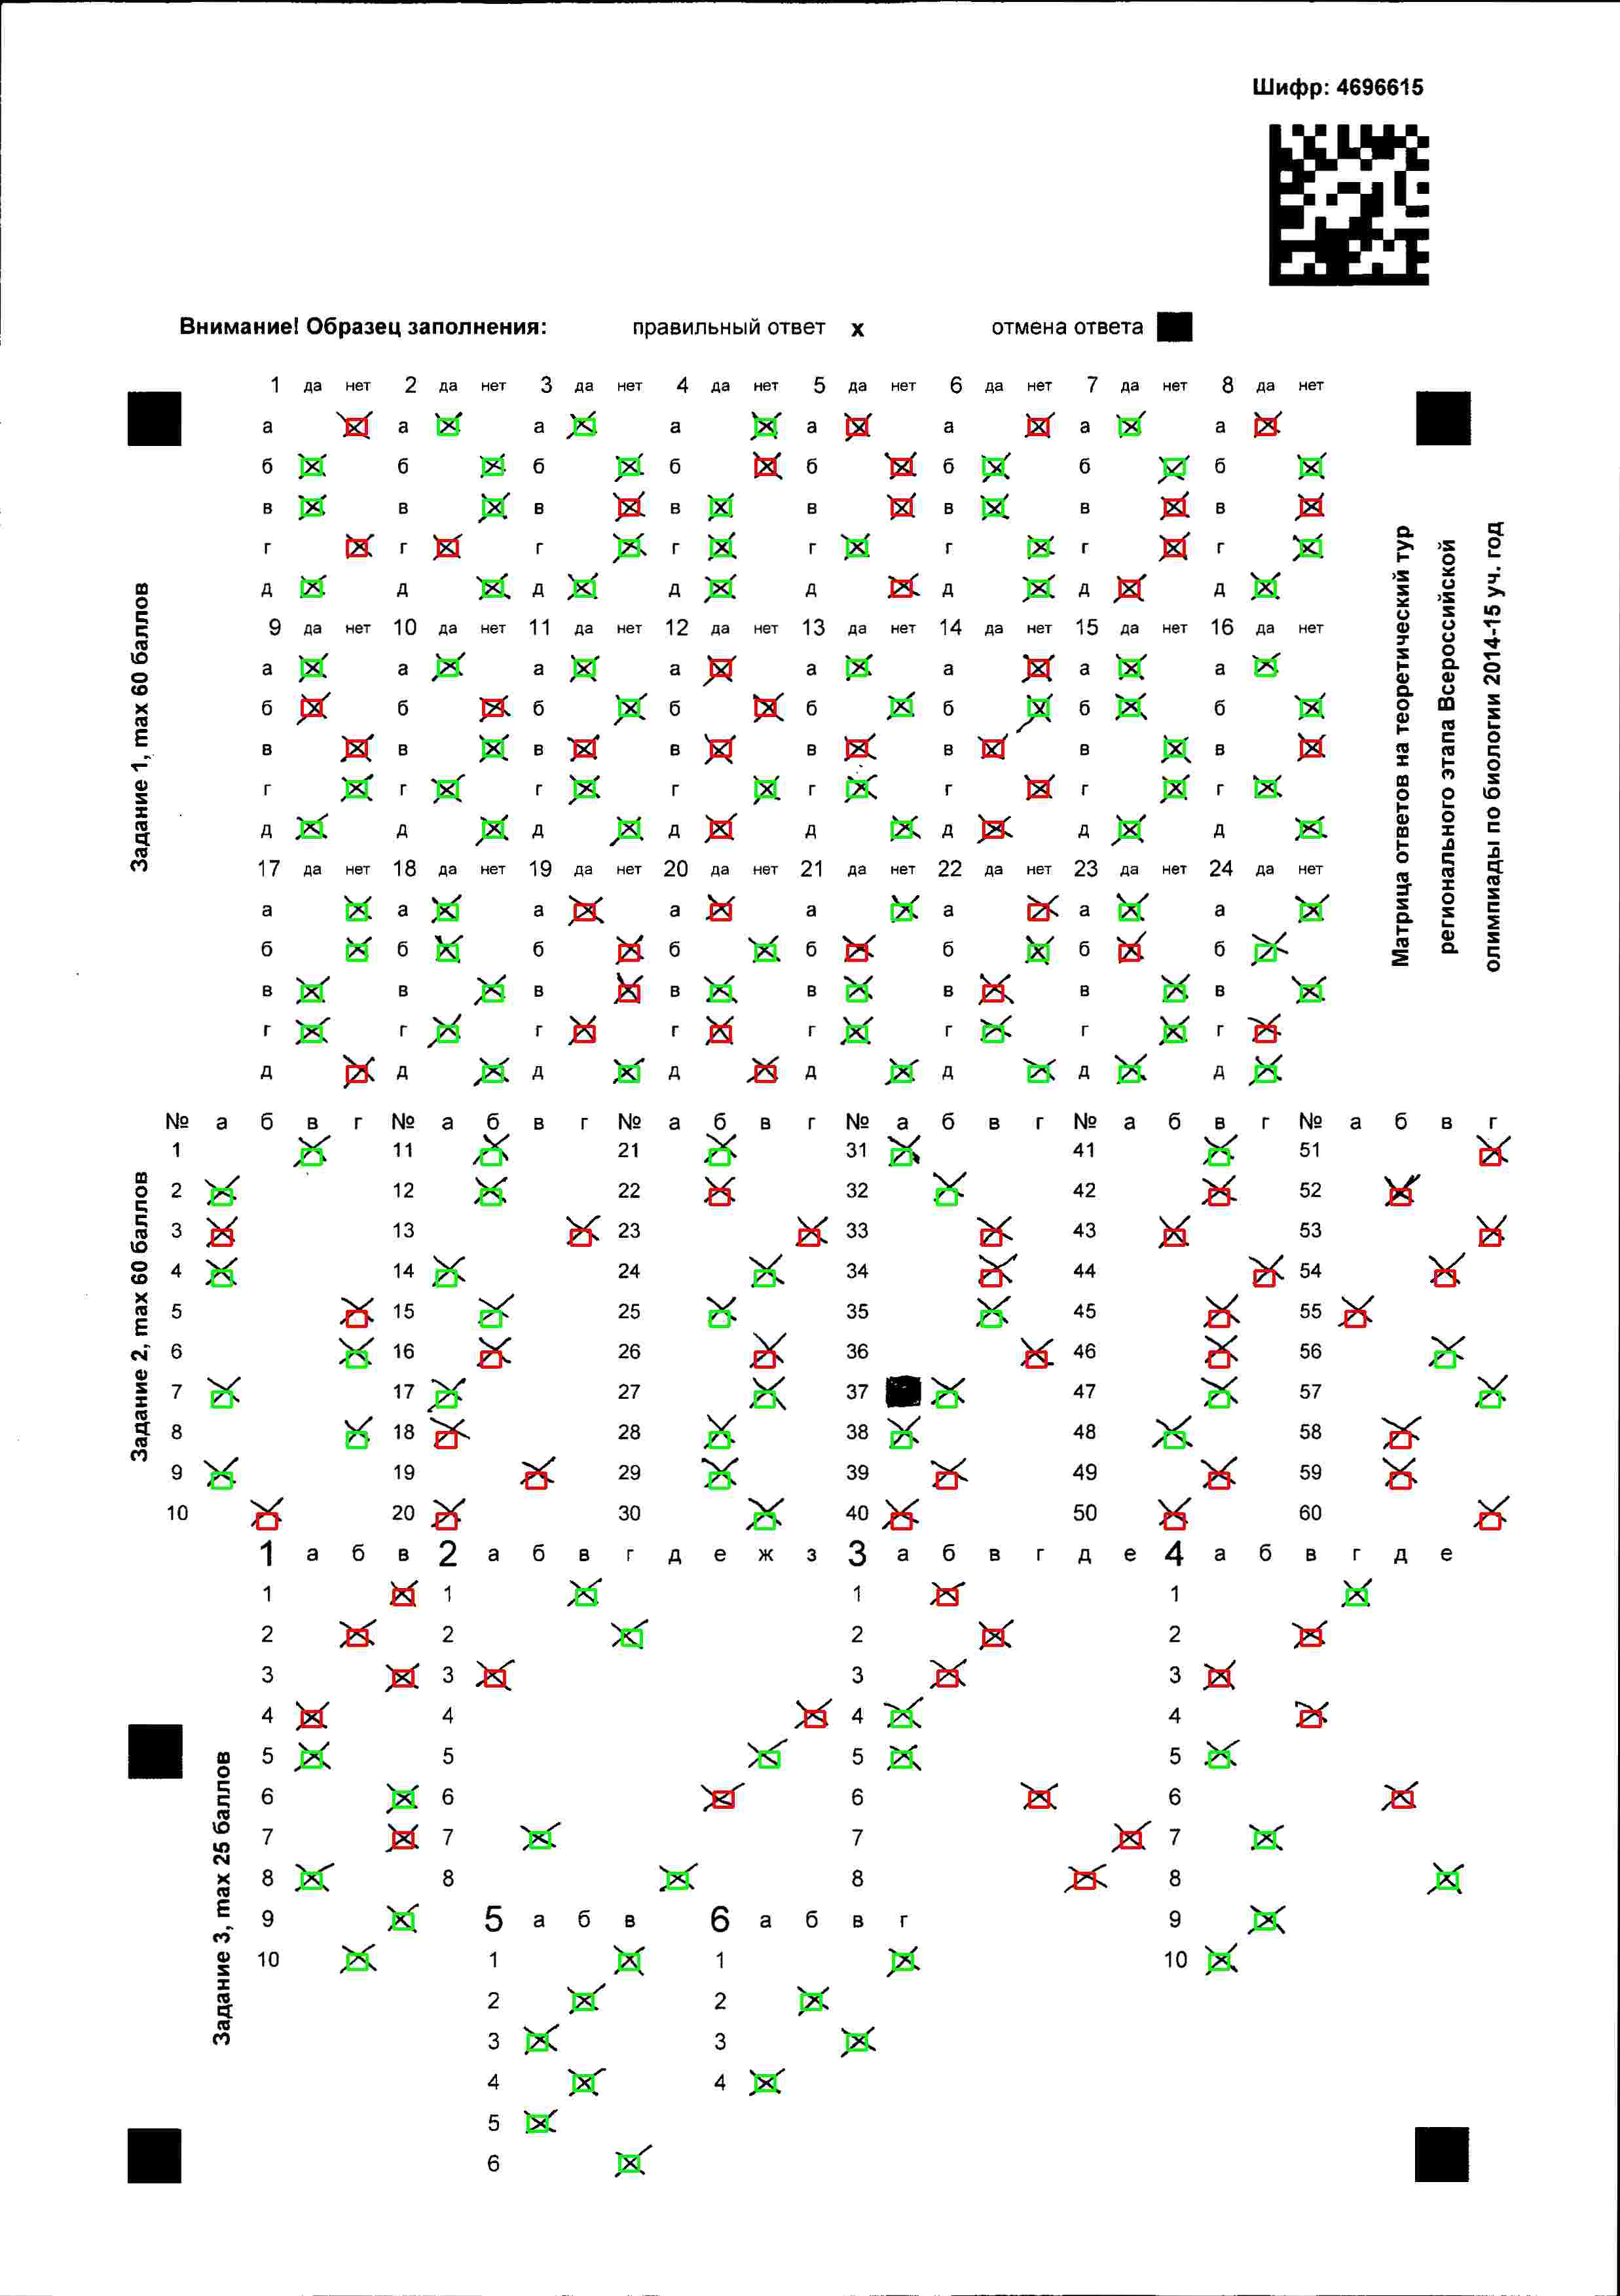 Шифр: 4696615
Внимание! Образец заполнения: правильный ответ х отмена ответа
Задание 1, max 60 баллов
1 да нет 2 да нет 3 да нет 4 да нет 5 да нет 6 да нет 7 да нет 8 да нет
а а а а а а а а
б б б б б б б б
в в в в в в в в
г г г г г г г г
д д д д д д д д
9 да нет 10 да нет 11 да нет 12 да нет 13 да нет 14 да нет 15 да нет 16 да нет
а а а а а а а а
б б б б б б б б
в в в в в в в в
г г г г г г г г
д д д д д д д д
17 да нет 18 да нет 19 да нет 20 да нет 21 да нет 22 да нет 23 да нет 24 да нет
а а а а а а а а
б б б б б б б б
в в в в в в в в
г г г г г г г г
д д д д д д д д
Матрица ответов на теоретический тур
регионального этапа Всероссийской
олимпиады по биологии 2014-15 уч. год
Задание 2, max 60 баллов
№ а б в г № а б в г № а б в г № а б в г № а б в г № а б в г
1 11 21 31 41 51
2 12 22 32 42 52
3 13 23 33 43 53
4 14 24 34 44 54
5 15 25 35 45 55
6 16 26 36 46 56
7 17 27 37 47 57
8 18 28 38 48 58
9 19 29 39 49 59
10 20 30 40 50 60
Задание 3, max 25 баллов
1 а б в 2 а б в г д е ж з 3 а б в г д е 4 а б в г д е
1 1 1 1
2 2 2 2
3 3 3 3
4 4 4 4
5 5 5 5
6 6 6 6
7 7 7 7
8 8 8 8
9 5 а б в 6 а б в г 9
10 1 1 10
2 2
3 3
4 4
5
6